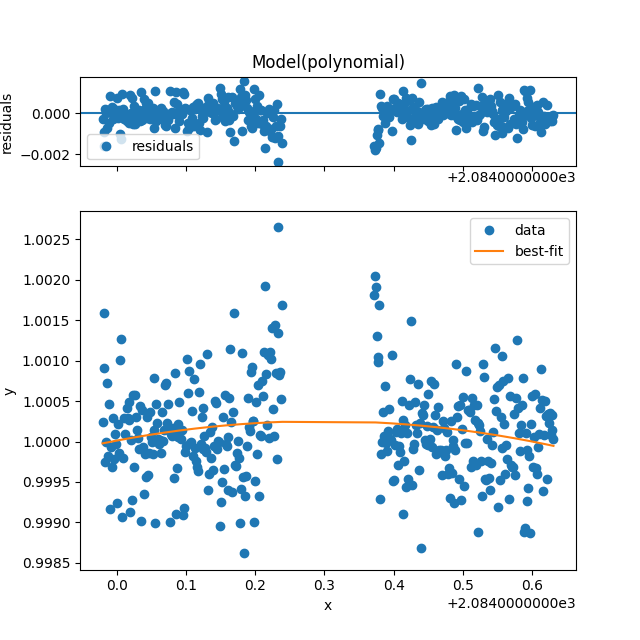 Model(polynomial)
residuals
0.000
−0.002
residuals
+2.0840000000e3
y
1.0025
1.0020
1.0015
1.0010
1.0005
1.0000
0.9995
0.9990
0.9985
data
best-fit
0.0 0.1 0.2 0.3 0.4 0.5 0.6
x
+2.0840000000e3